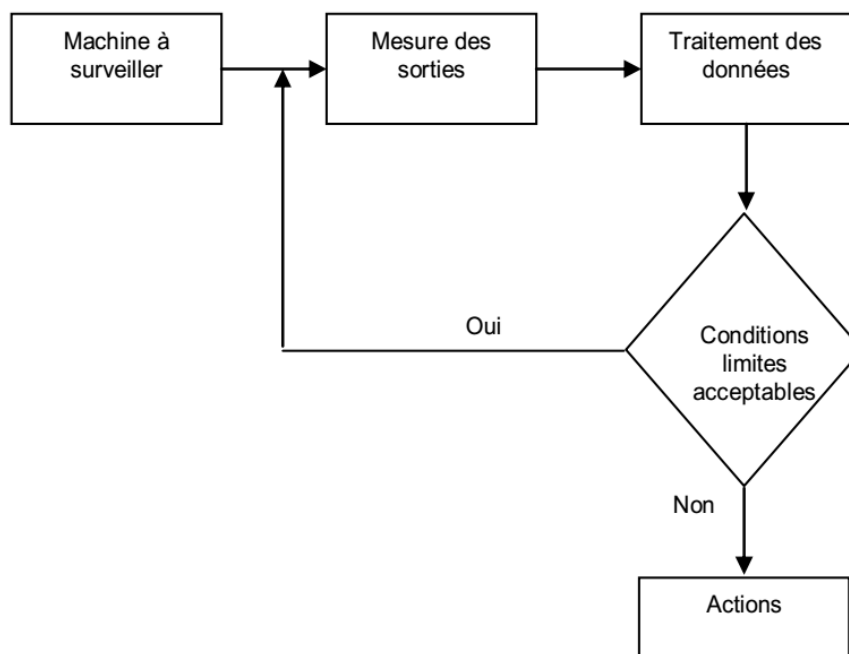 Machine à
surveiller
Mesure des
sorties
Traitement des
données
Oui
Conditions
limites
acceptables
Non
Actions